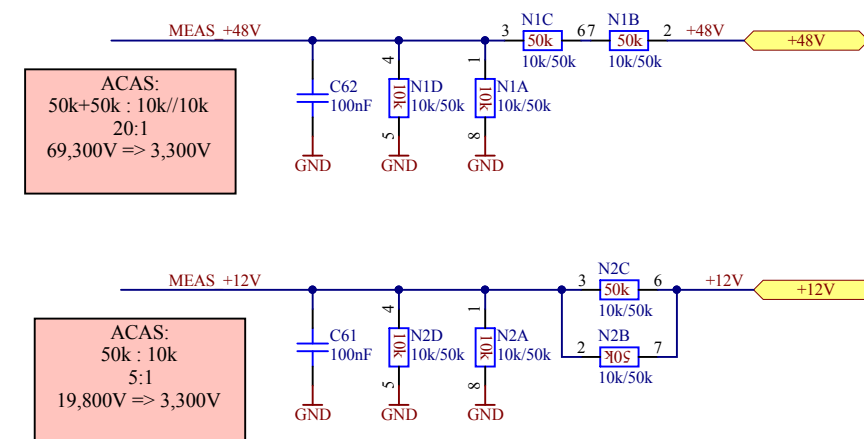 MEAS_+48V
3
N1C
50k
10k/50k
67
N1B
50k
10k/50k
2
+48V
+48V
ACAS:
50k+50k : 10k//10k
20:1
69,300V => 3,300V
C62
100nF
GND
4
N1D
10k
10k/50k
5
GND
1
N1A
10k
10k/50k
8
GND
MEAS_+12V
3
N2C
50k
10k/50k
6
+12V
+12V
2
N2B
50k
10k/50k
7
ACAS:
50k : 10k
5:1
19,800V => 3,300V
C61
100nF
GND
4
N2D
10k
10k/50k
5
GND
1
N2A
10k
10k/50k
8
GND